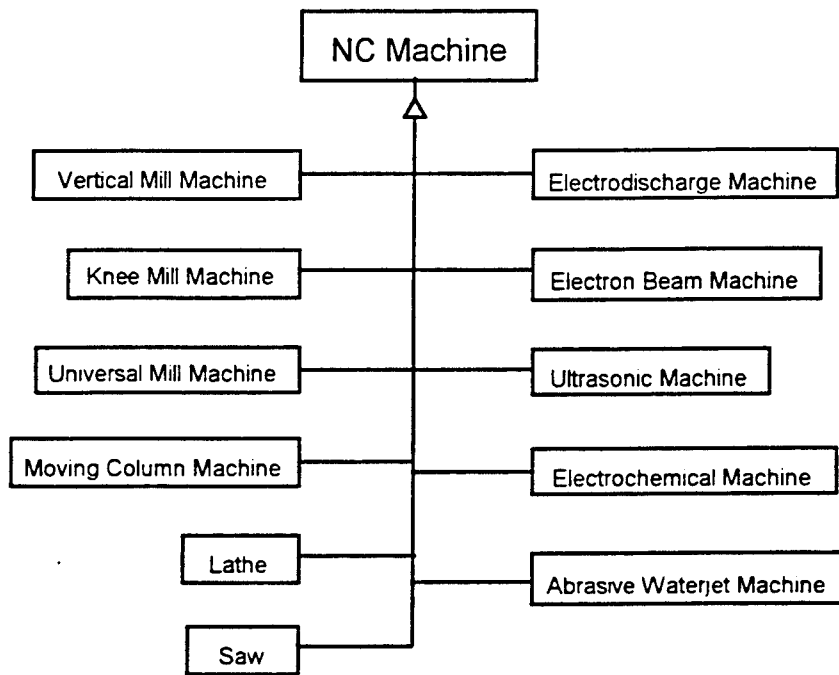 NC Machine
Vertical Mill Machine
Electrodischarge Machine
Knee Mill Machine
Electron Beam Machine
Universal Mill Machine
Ultrasonic Machine
Moving Column Machine
Electrochemical Machine
Lathe
Abrasive Waterjet Machine
Saw